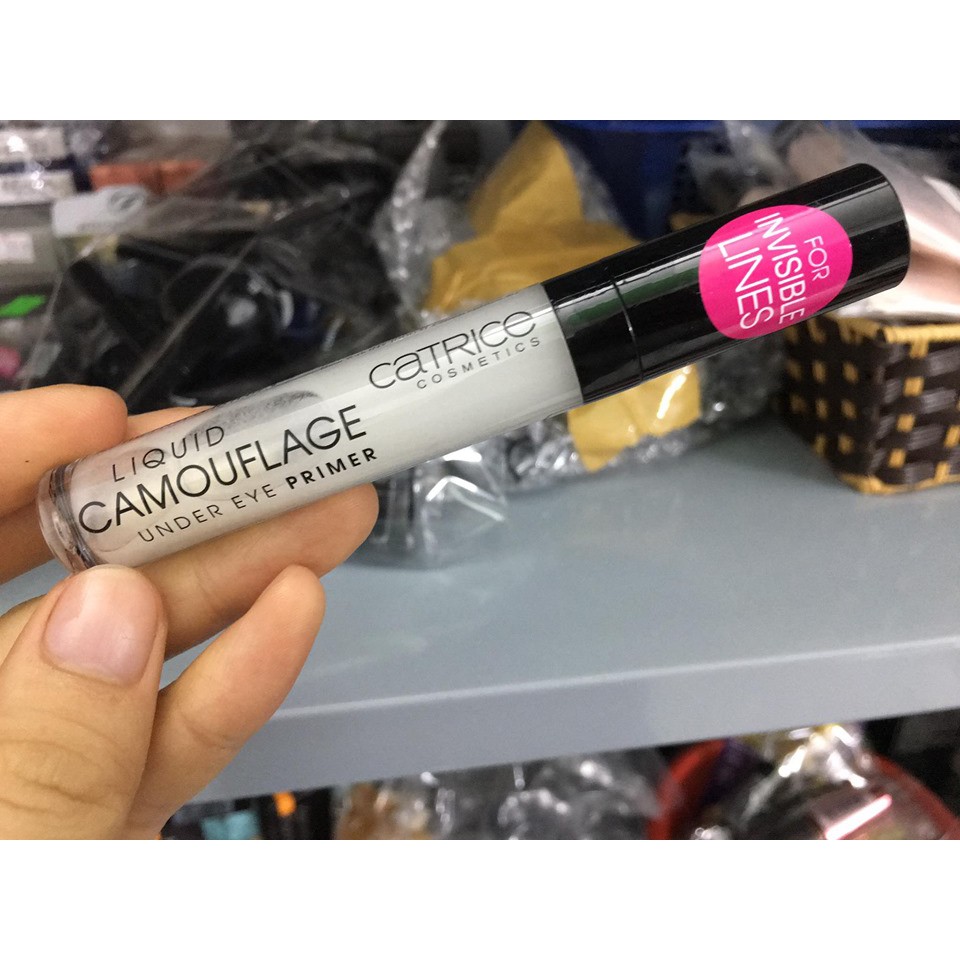 LIQUID
CAMOUFLAGE
UNDER EYE PRIMER
CATRICE
COSMETICS
FOR
INVISIBLE
LINES